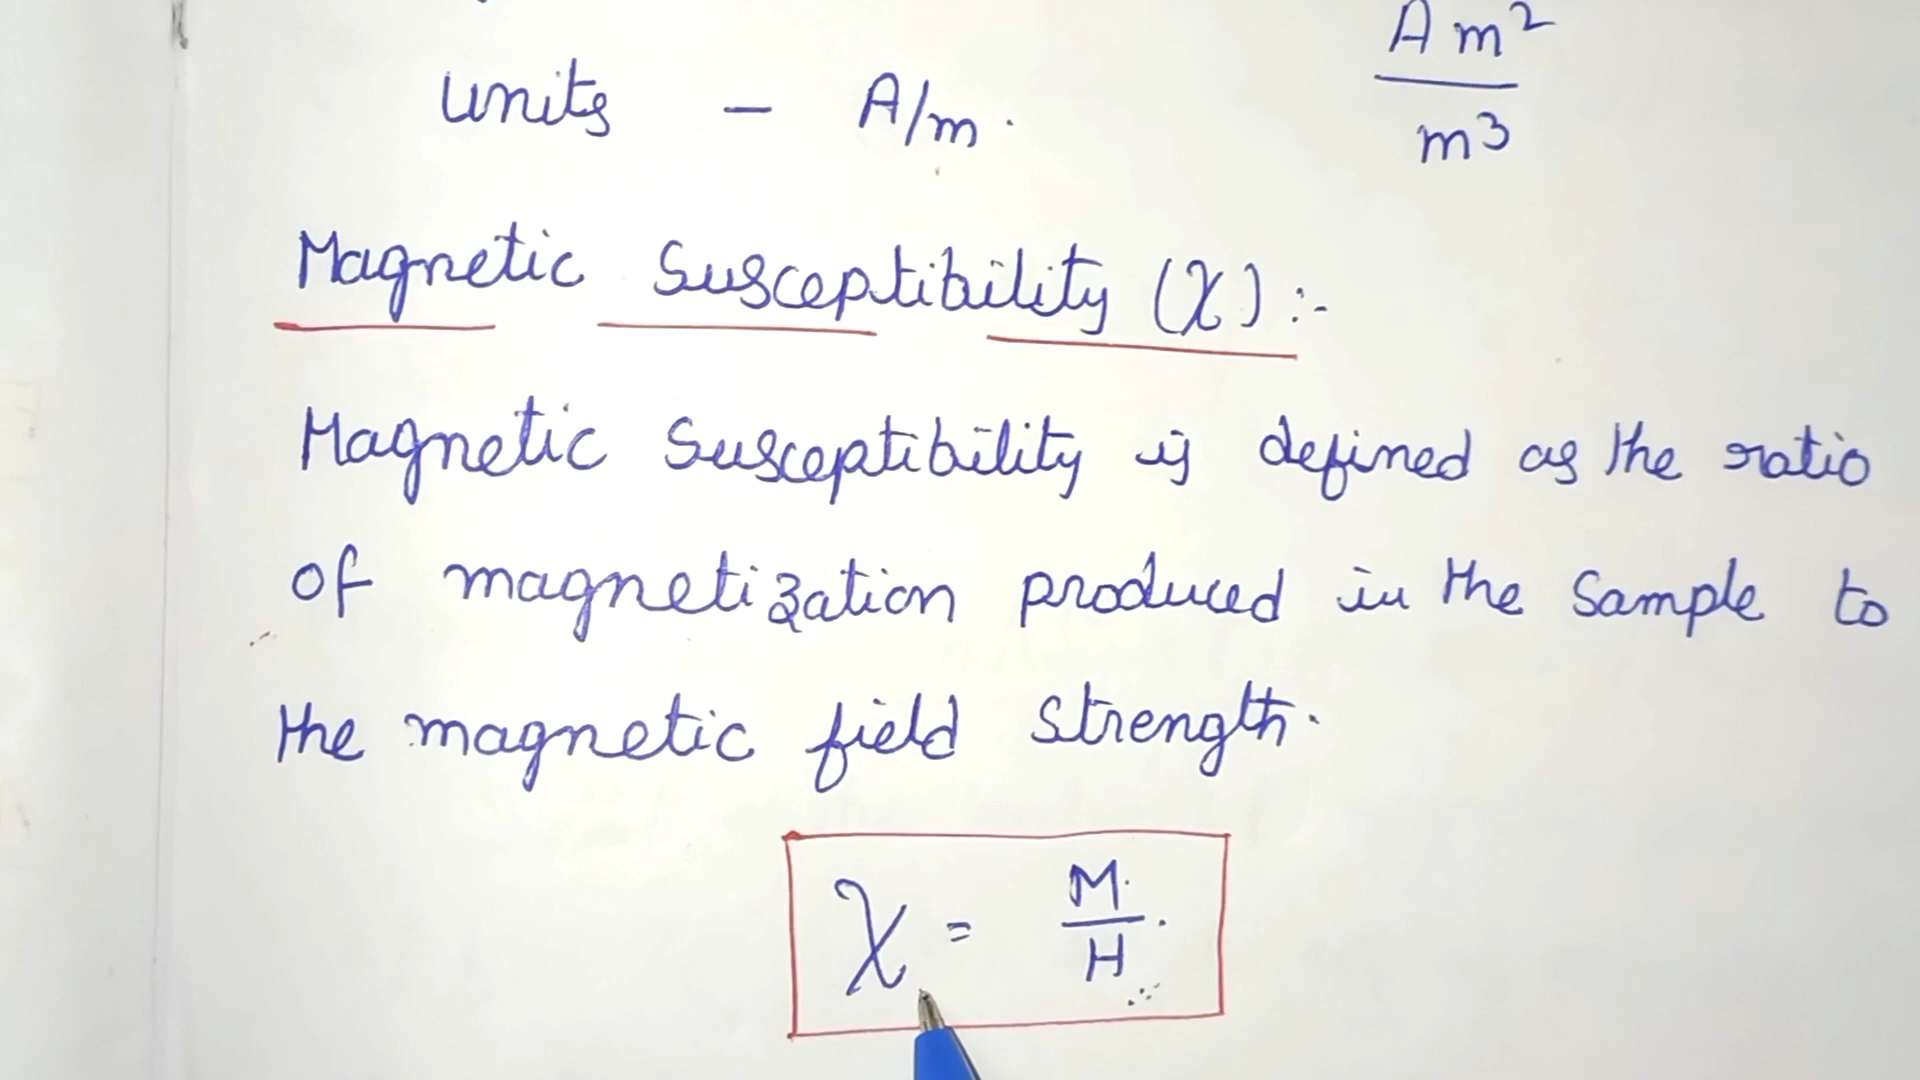 units - A/m.
A m²
m³
Magnetic Susceptibility (χ) :-
Magnetic Susceptibility is defined as the ratio
of magnetization produced in the Sample to
the magnetic field strength.
χ = M/H.